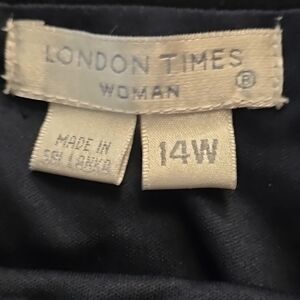 LONDON TIMES
WOMAN ®
MADE IN
SRI LANKA
14W